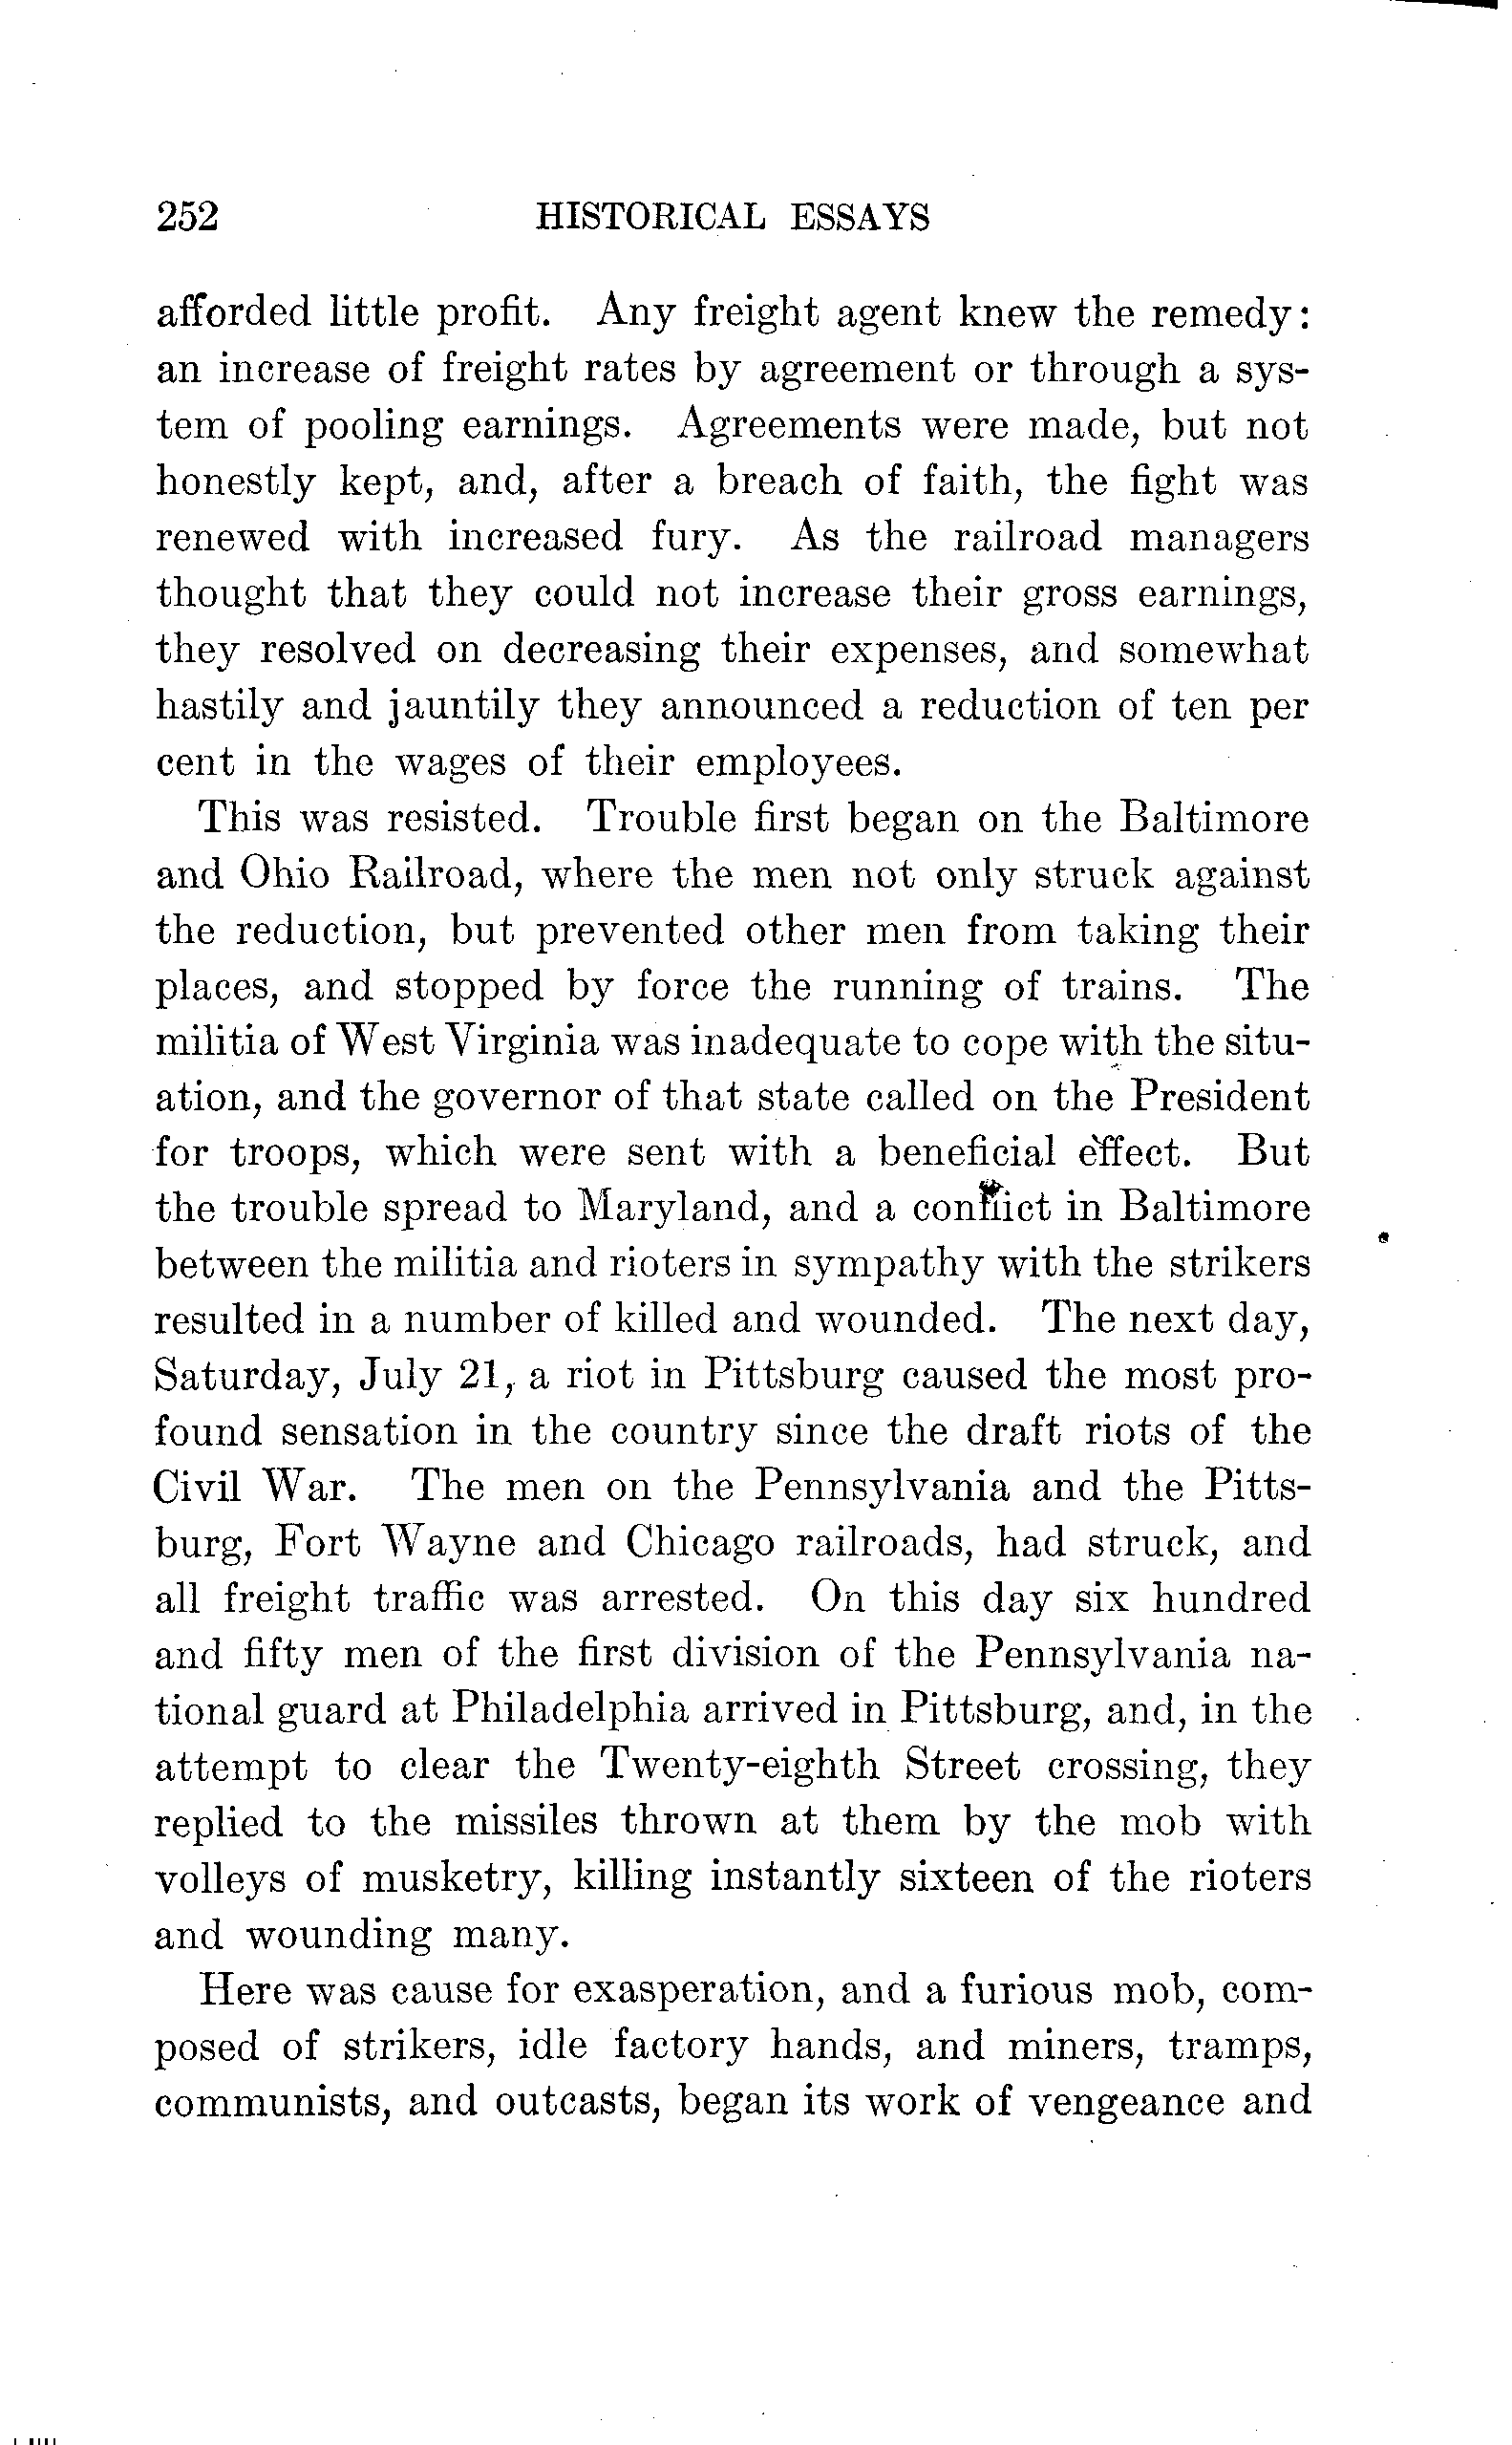 252 HISTORICAL ESSAYS
afforded little profit. Any freight agent knew the remedy:
an increase of freight rates by agreement or through a sys-
tem of pooling earnings. Agreements were made, but not
honestly kept, and, after a breach of faith, the fight was
renewed with increased fury. As the railroad managers
thought that they could not increase their gross earnings,
they resolved on decreasing their expenses, and somewhat
hastily and jauntily they announced a reduction of ten per
cent in the wages of their employees.
This was resisted. Trouble first began on the Baltimore
and Ohio Railroad, where the men not only struck against
the reduction, but prevented other men from taking their
places, and stopped by force the running of trains. The
militia of West Virginia was inadequate to cope with the situ-
ation, and the governor of that state called on the President
for troops, which were sent with a beneficial effect. But
the trouble spread to Maryland, and a conflict in Baltimore
between the militia and rioters in sympathy with the strikers
resulted in a number of killed and wounded. The next day,
Saturday, July 21, a riot in Pittsburg caused the most pro-
found sensation in the country since the draft riots of the
Civil War. The men on the Pennsylvania and the Pitts-
burg, Fort Wayne and Chicago railroads, had struck, and
all freight traffic was arrested. On this day six hundred
and fifty men of the first division of the Pennsylvania na-
tional guard at Philadelphia arrived in Pittsburg, and, in the
attempt to clear the Twenty-eighth Street crossing, they
replied to the missiles thrown at them by the mob with
volleys of musketry, killing instantly sixteen of the rioters
and wounding many.
Here was cause for exasperation, and a furious mob, com-
posed of strikers, idle factory hands, and miners, tramps,
communists, and outcasts, began its work of vengeance and